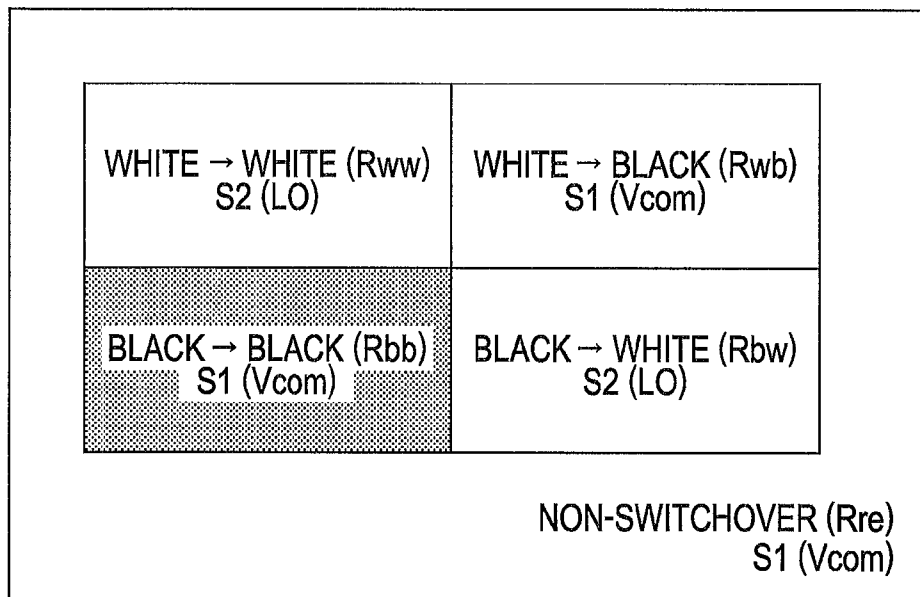 WHITE → WHITE (Rww)
S2 (LO)
WHITE → BLACK (Rwb)
S1 (Vcom)
BLACK → BLACK (Rbb)
S1 (Vcom)
BLACK → WHITE (Rbw)
S2 (LO)
NON-SWITCHOVER (Rre)
S1 (Vcom)